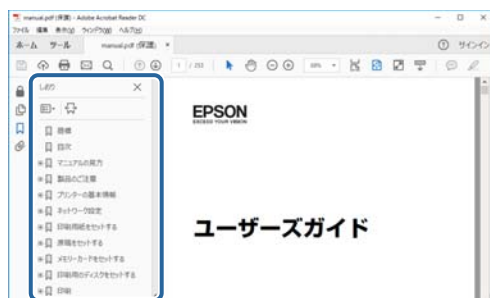 manual.pdf (保護) - Adobe Acrobat Reader DC
ファイル 編集 表示(V) ウィンドウ(W) ヘルプ(H)
ホーム ツール manual.pdf (保護) ×
サインイン
1 / 253
しおり
EPSON
EXCEED YOUR VISION
表紙
目次
マニュアルの見方
製品のご注意
プリンターの基本情報
ネットワーク設定
印刷用紙をセットする
原稿をセットする
メモリーカードをセットする
印刷用のディスクをセットする
印刷
ユーザーズガイド